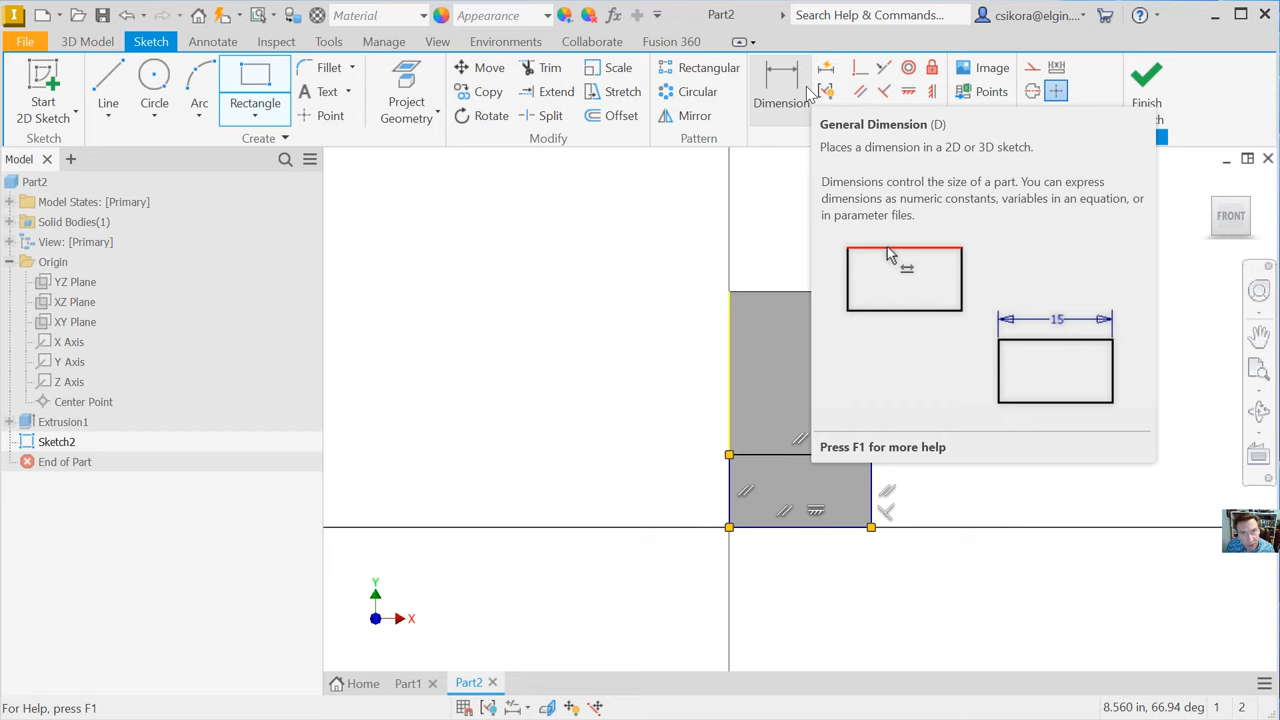 Material
Appearance
Part2
Search Help & Commands...
csikora@elgin....
File
3D Model
Sketch
Annotate
Inspect
Tools
Manage
View
Environments
Collaborate
Fusion 360
Start
2D Sketch
Line
Circle
Arc
Rectangle
Fillet
Text
Point
Project
Geometry
Move
Copy
Rotate
Trim
Extend
Split
Scale
Stretch
Offset
Rectangular
Circular
Mirror
Dimension
Image
Points
Finish
Sketch
Create
Modify
Pattern
General Dimension (D)
Places a dimension in a 2D or 3D sketch.
Dimensions control the size of a part. You can express
dimensions as numeric constants, variables in an equation, or
in parameter files.
15
Press F1 for more help
Model
Part2
Model States: [Primary]
Solid Bodies(1)
View: [Primary]
Origin
YZ Plane
XZ Plane
XY Plane
X Axis
Y Axis
Z Axis
Center Point
Extrusion1
Sketch2
End of Part
FRONT
Y
X
Home
Part1
Part2
For Help, press F1
8.560 in, 66.94 deg
1
2